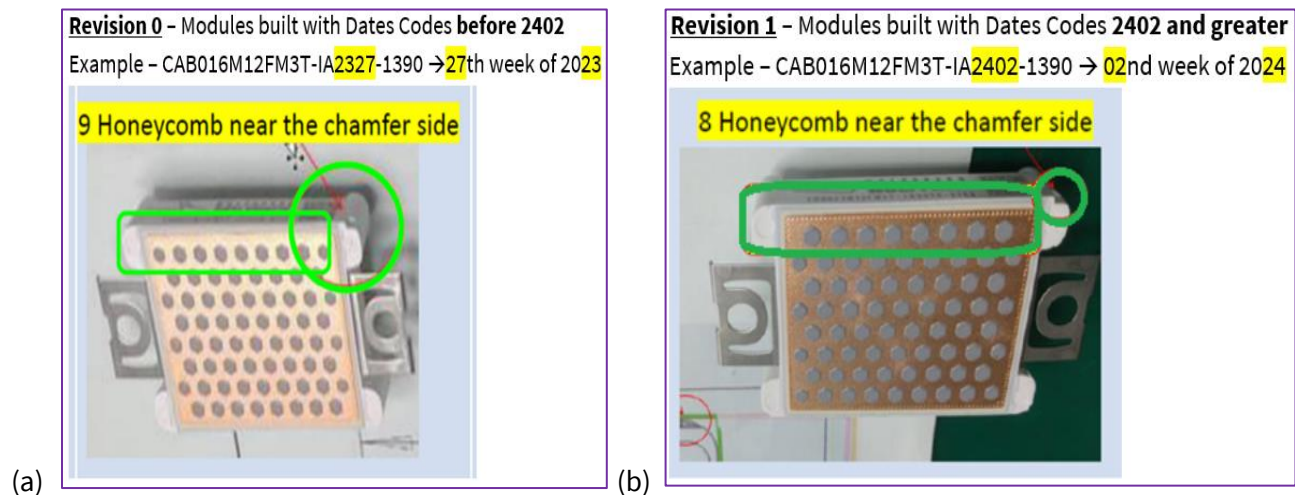 Revision 0 – Modules built with Dates Codes before 2402
Example – CAB016M12FM3T-IA2327-1390 → 27th week of 2023
9 Honeycomb near the chamfer side
(a)
Revision 1 – Modules built with Dates Codes 2402 and greater
Example – CAB016M12FM3T-IA2402-1390 → 02nd week of 2024
8 Honeycomb near the chamfer side
(b)